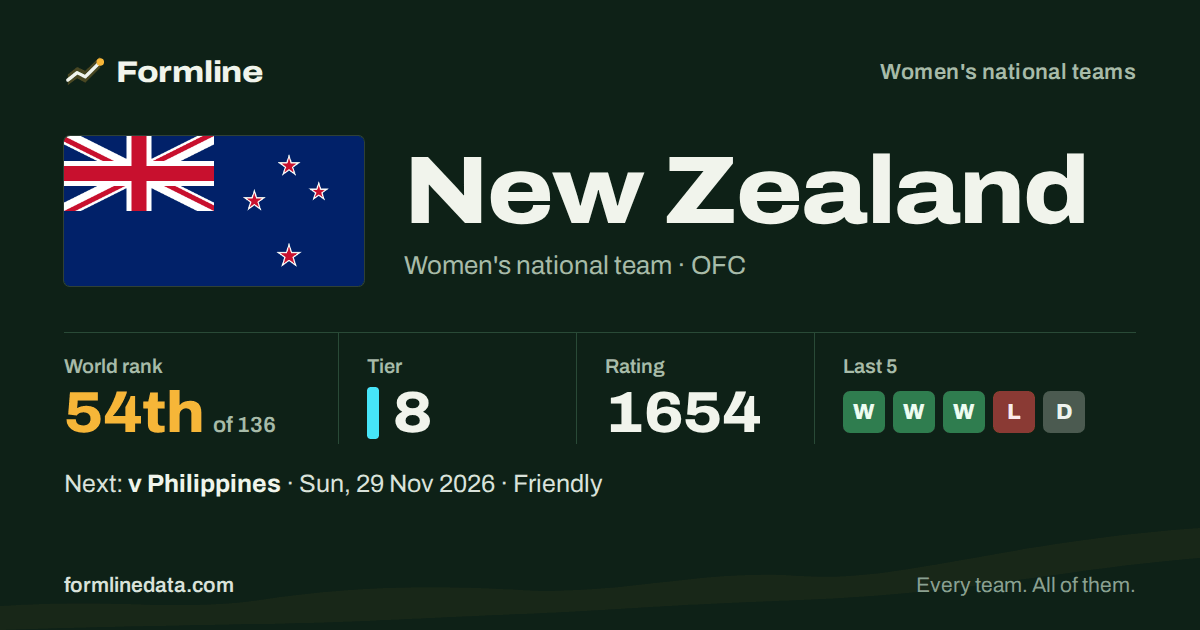 Formline
Women's national teams
New Zealand
Women's national team · OFC
World rank
54th of 136
Tier
8
Rating
1654
Last 5
W W W L D
Next: v Philippines · Sun, 29 Nov 2026 · Friendly
formlinedata.com
Every team. All of them.